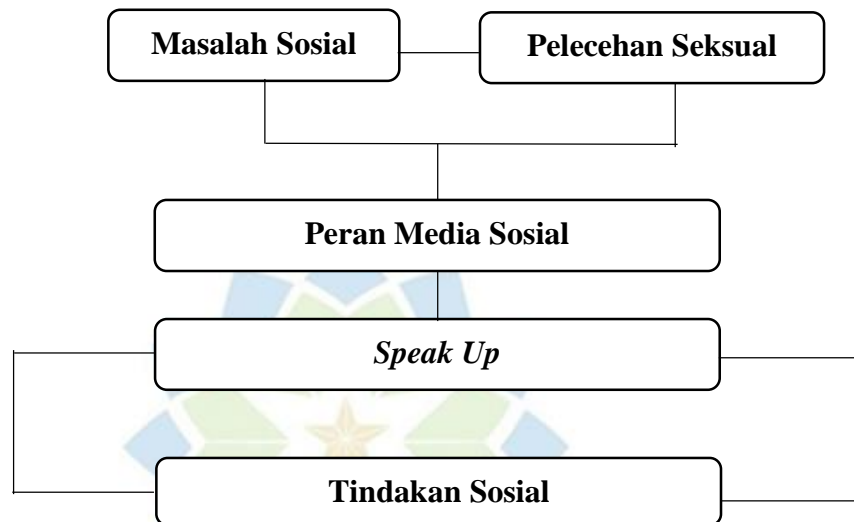 Masalah Sosial
Pelecehan Seksual
Peran Media Sosial
Speak Up
Tindakan Sosial